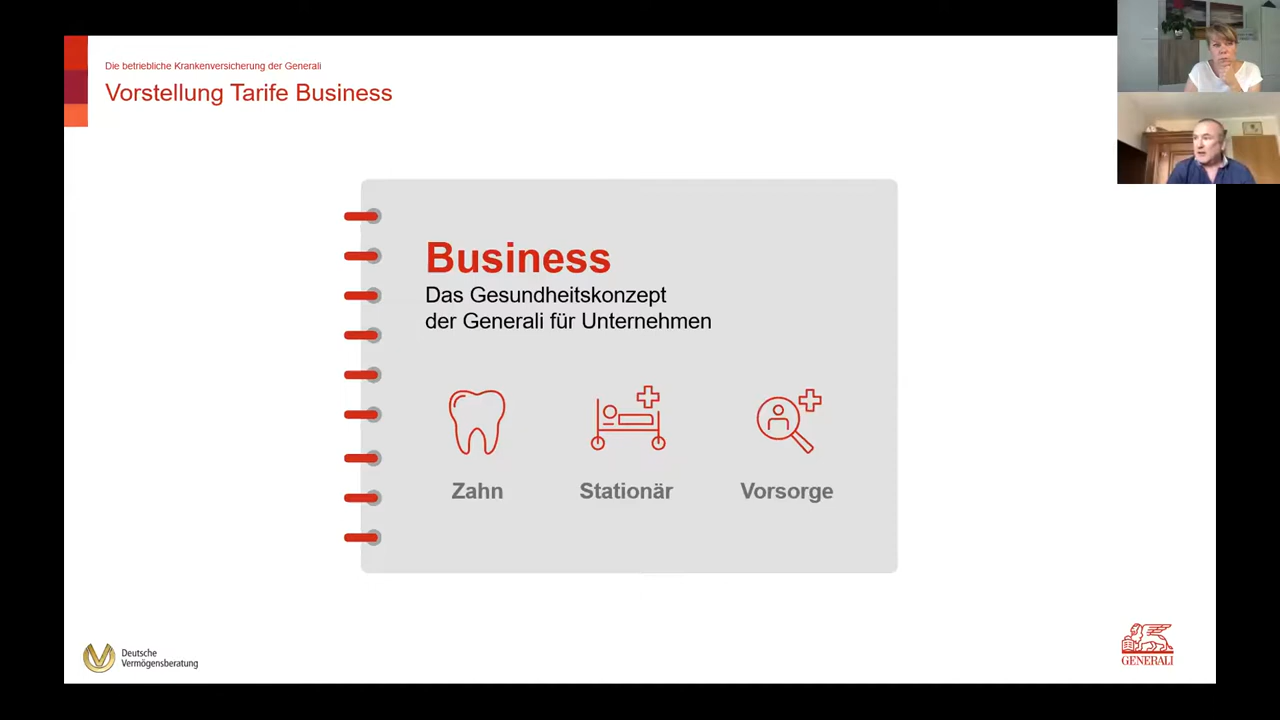 Die betriebliche Krankenversicherung der Generali
Vorstellung Tarife Business
Business
Das Gesundheitskonzept
der Generali für Unternehmen
Zahn
Stationär
Vorsorge
Deutsche
Vermögensberatung
GENERALI